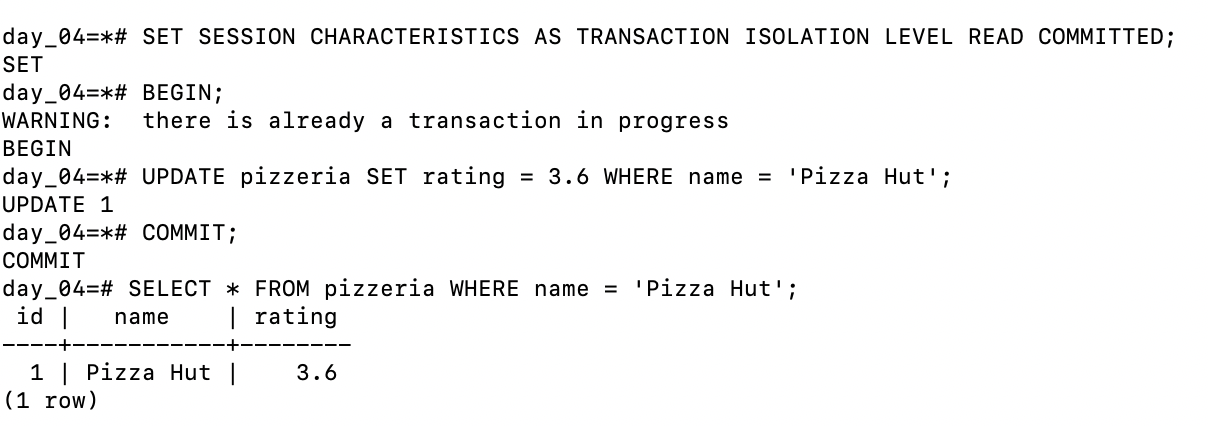 day_04=*# SET SESSION CHARACTERISTICS AS TRANSACTION ISOLATION LEVEL READ COMMITTED;
SET
day_04=*# BEGIN;
WARNING:  there is already a transaction in progress
BEGIN
day_04=*# UPDATE pizzeria SET rating = 3.6 WHERE name = 'Pizza Hut';
UPDATE 1
day_04=*# COMMIT;
COMMIT
day_04=# SELECT * FROM pizzeria WHERE name = 'Pizza Hut';
 id |   name    | rating
----+-----------+--------
  1 | Pizza Hut |    3.6
(1 row)